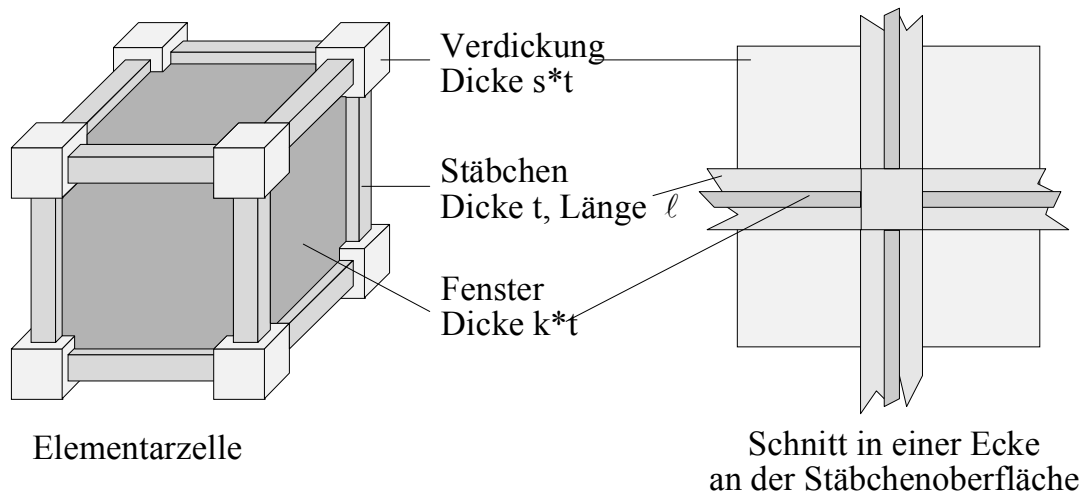 Verdickung
Dicke s*t
Stäbchen
Dicke t, Länge ℓ
Fenster
Dicke k*t
Elementarzelle
Schnitt in einer Ecke
an der Stäbchenoberfläche